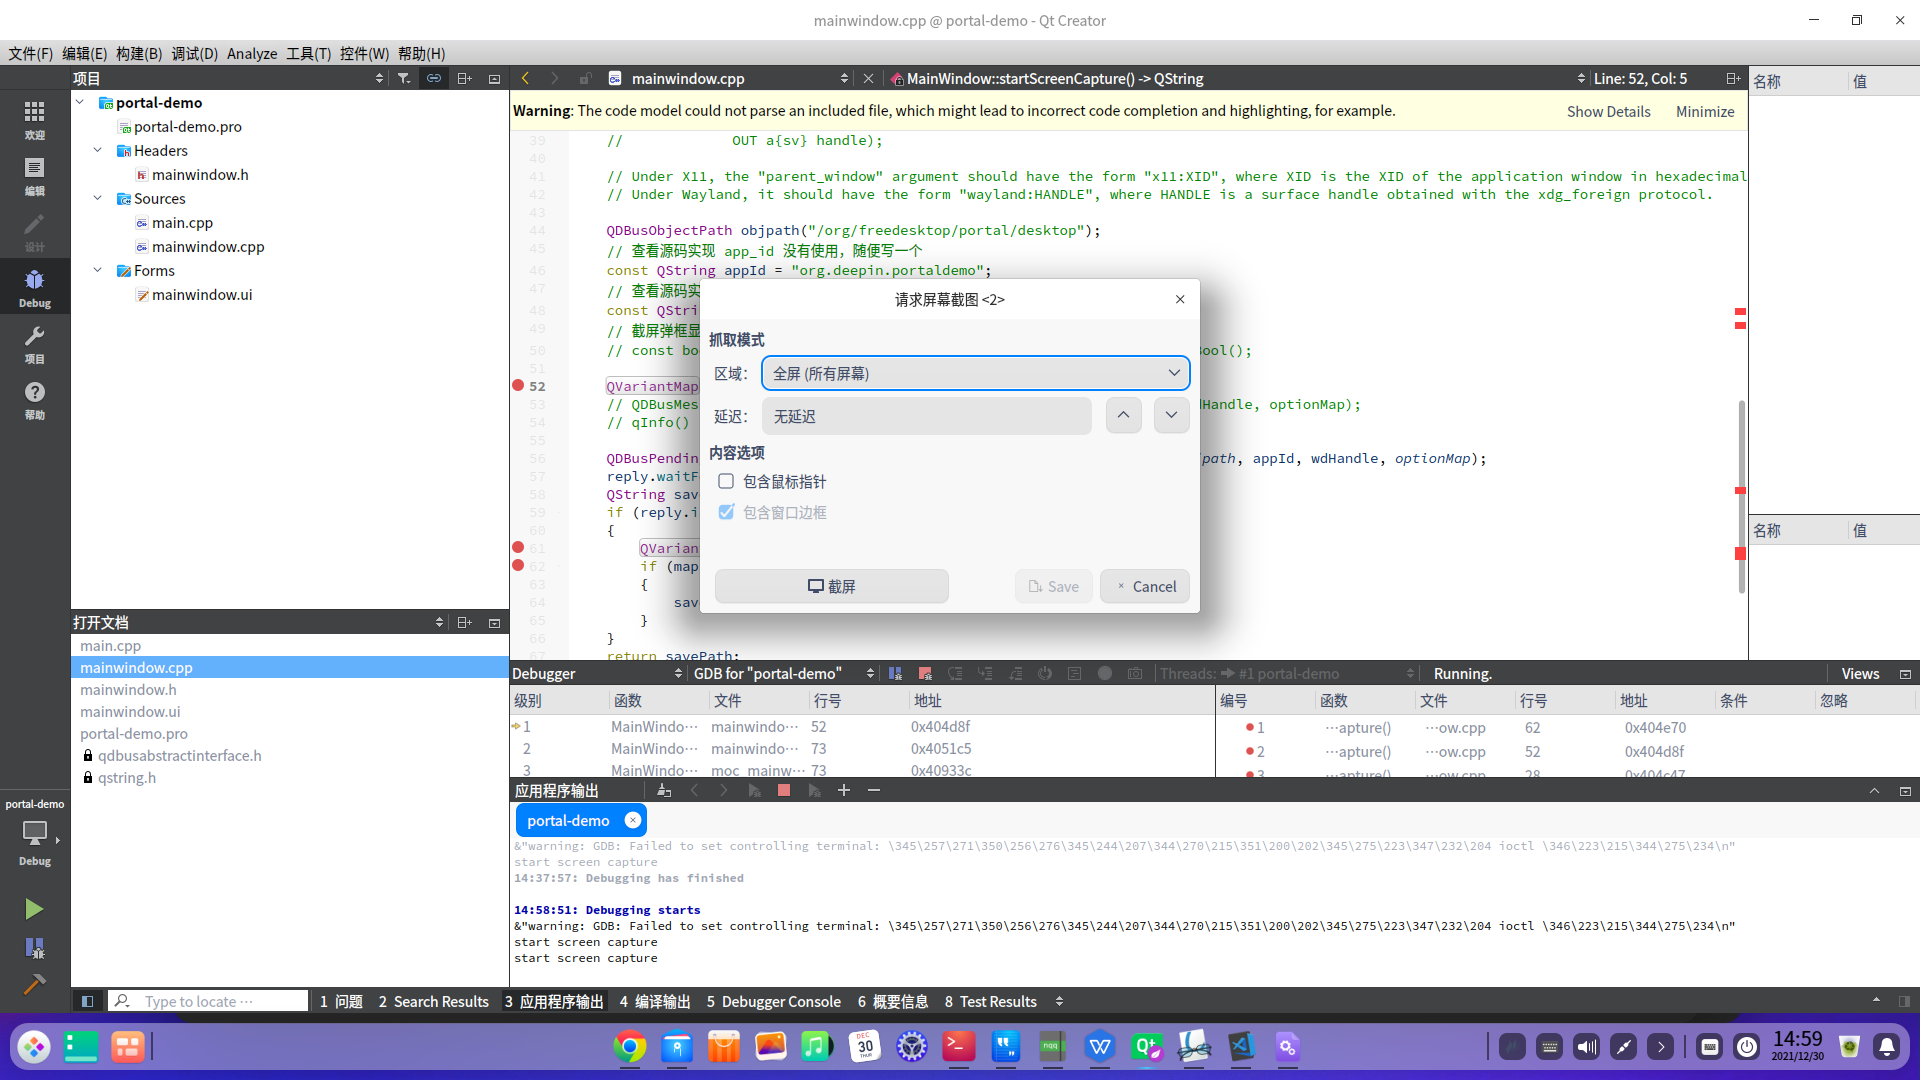 mainwindow.cpp @ portal-demo - Qt Creator
文件(F) 编辑(E) 构建(B) 调试(D) Analyze 工具(T) 控件(W) 帮助(H)
项目
mainwindow.cpp
MainWindow::startScreenCapture() -> QString
Line: 52, Col: 5
名称 值
欢迎
编辑
设计
Debug
项目
帮助
portal-demo
portal-demo.pro
Headers
mainwindow.h
Sources
main.cpp
mainwindow.cpp
Forms
mainwindow.ui
Warning: The code model could not parse an included file, which might lead to incorrect code completion and highlighting, for example.
Show Details Minimize
39 // OUT a{sv} handle);
40
41 // Under X11, the "parent_window" argument should have the form "x11:XID", where XID is the XID of the application window in hexadecimal
42 // Under Wayland, it should have the form "wayland:HANDLE", where HANDLE is a surface handle obtained with the xdg_foreign protocol.
43
44 QDBusObjectPath objpath("/org/freedesktop/portal/desktop");
45 // 查看源码实现 app_id 没有使用，随便写一个
46 const QString appId = "org.deepin.portaldemo";
47 // 查看源码实
48 const QStri
49 // 截屏弹框显
50 // const bo ool();
51
52 QVariantMap
53 // QDBusMes Handle, optionMap);
54 // qInfo()
55
56 QDBusPendin path, appId, wdHandle, optionMap);
57 reply.waitF
58 QString sav
59 if (reply.i
60 {
61 QVarian
62 if (map
63 {
64 sav
65 }
66 }
67 return savePath;
请求屏幕截图 <2>
抓取模式
区域： 全屏 (所有屏幕)
延迟： 无延迟
内容选项
包含鼠标指针
包含窗口边框
截屏
Save
Cancel
名称 值
打开文档
main.cpp
mainwindow.cpp
mainwindow.h
mainwindow.ui
portal-demo.pro
qdbusabstractinterface.h
qstring.h
Debugger GDB for "portal-demo" Threads: #1 portal-demo Running. Views
级别 函数 文件 行号 地址
1 MainWindo··· mainwindo··· 52 0x404d8f
2 MainWindo··· mainwindo··· 73 0x4051c5
3 MainWindo··· moc_mainw··· 73 0x40933c
编号 函数 文件 行号 地址 条件 忽略
1 ···apture() ···ow.cpp 62 0x404e70
2 ···apture() ···ow.cpp 52 0x404d8f
3 ···apture() ···ow.cpp 28 0x404c47
应用程序输出
portal-demo
&"warning: GDB: Failed to set controlling terminal: \345\257\271\350\256\276\345\244\207\344\270\215\351\200\202\345\275\223\347\232\204 ioctl \346\223\215\344\275\234\n"
start screen capture
14:37:57: Debugging has finished
14:58:51: Debugging starts
&"warning: GDB: Failed to set controlling terminal: \345\257\271\350\256\276\345\244\207\344\270\215\351\200\202\345\275\223\347\232\204 ioctl \346\223\215\344\275\234\n"
start screen capture
start screen capture
portal-demo
Debug
Type to locate ···
1 问题 2 Search Results 3 应用程序输出 4 编译输出 5 Debugger Console 6 概要信息 8 Test Results
DEC
30
THU
nqq
Qt
14:59
2021/12/30